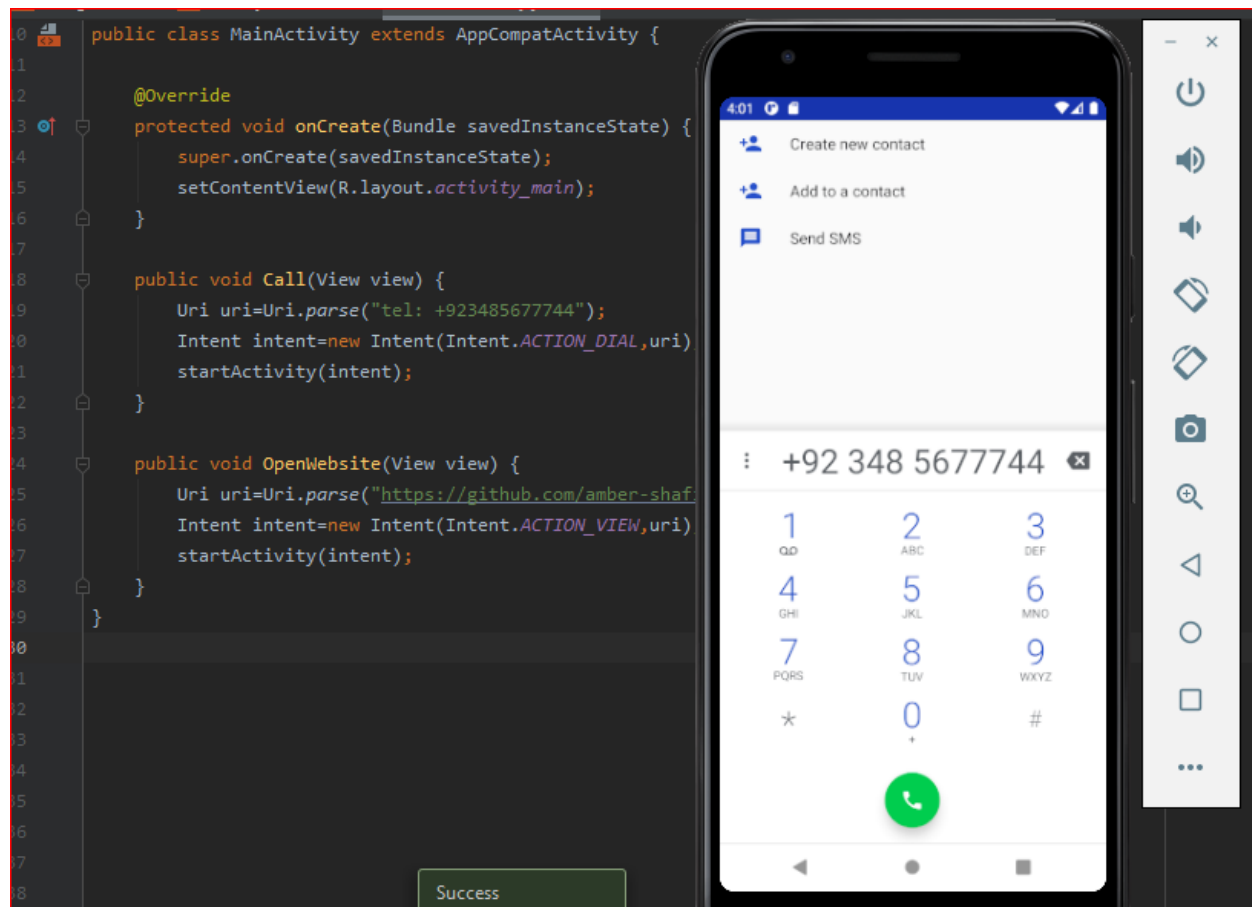 10 public class MainActivity extends AppCompatActivity {
11
12 @Override
13 protected void onCreate(Bundle savedInstanceState) {
14 super.onCreate(savedInstanceState);
15 setContentView(R.layout.activity_main);
16 }
17
18 public void Call(View view) {
19 Uri uri=Uri.parse("tel: +923485677744");
20 Intent intent=new Intent(Intent.ACTION_DIAL,uri)
21 startActivity(intent);
22 }
23
24 public void OpenWebsite(View view) {
25 Uri uri=Uri.parse("https://github.com/amber-shaf
26 Intent intent=new Intent(Intent.ACTION_VIEW,uri)
27 startActivity(intent);
28 }
29 }
30
31
32
33
34
35
36
37
38
Success
4:01
Create new contact
Add to a contact
Send SMS
+92 348 5677744
1 2 3
ABC DEF
4 5 6
GHI JKL MNO
7 8 9
PQRS TUV WXYZ
* 0 #
+